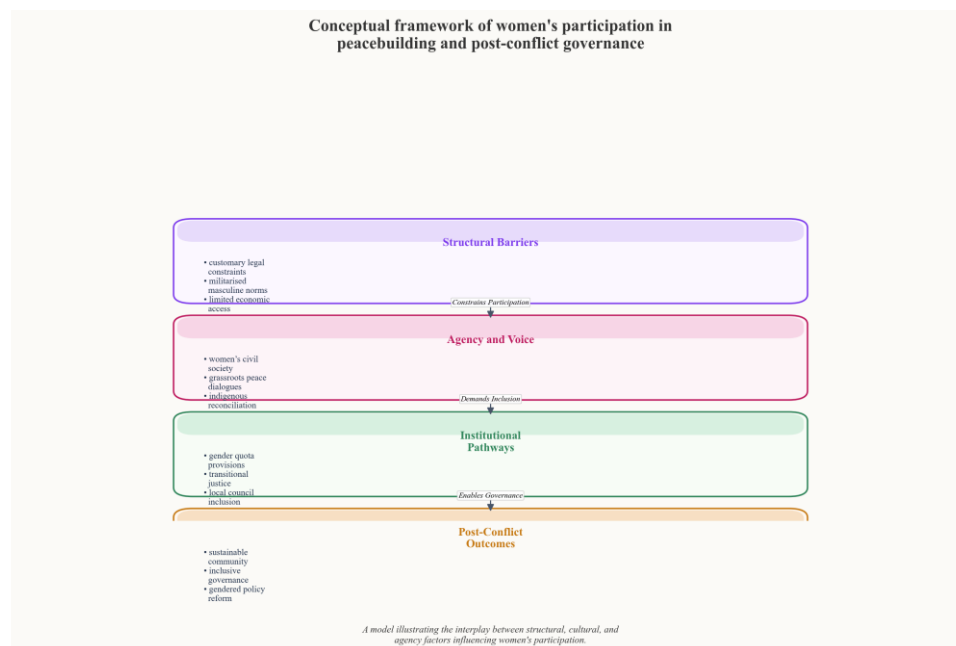 Conceptual framework of women's participation in
peacebuilding and post-conflict governance
Structural Barriers
• customary legal
constraints
• militarised
masculine norms
• limited economic
access
Constrains Participation
Agency and Voice
• women's civil
society
• grassroots peace
dialogues
• indigenous
reconciliation
Demands Inclusion
Institutional
Pathways
• gender quota
provisions
• transitional
justice
• local council
inclusion
Enables Governance
Post-Conflict
Outcomes
• sustainable
community
• inclusive
governance
• gendered policy
reform
A model illustrating the interplay between structural, cultural, and
agency factors influencing women's participation.